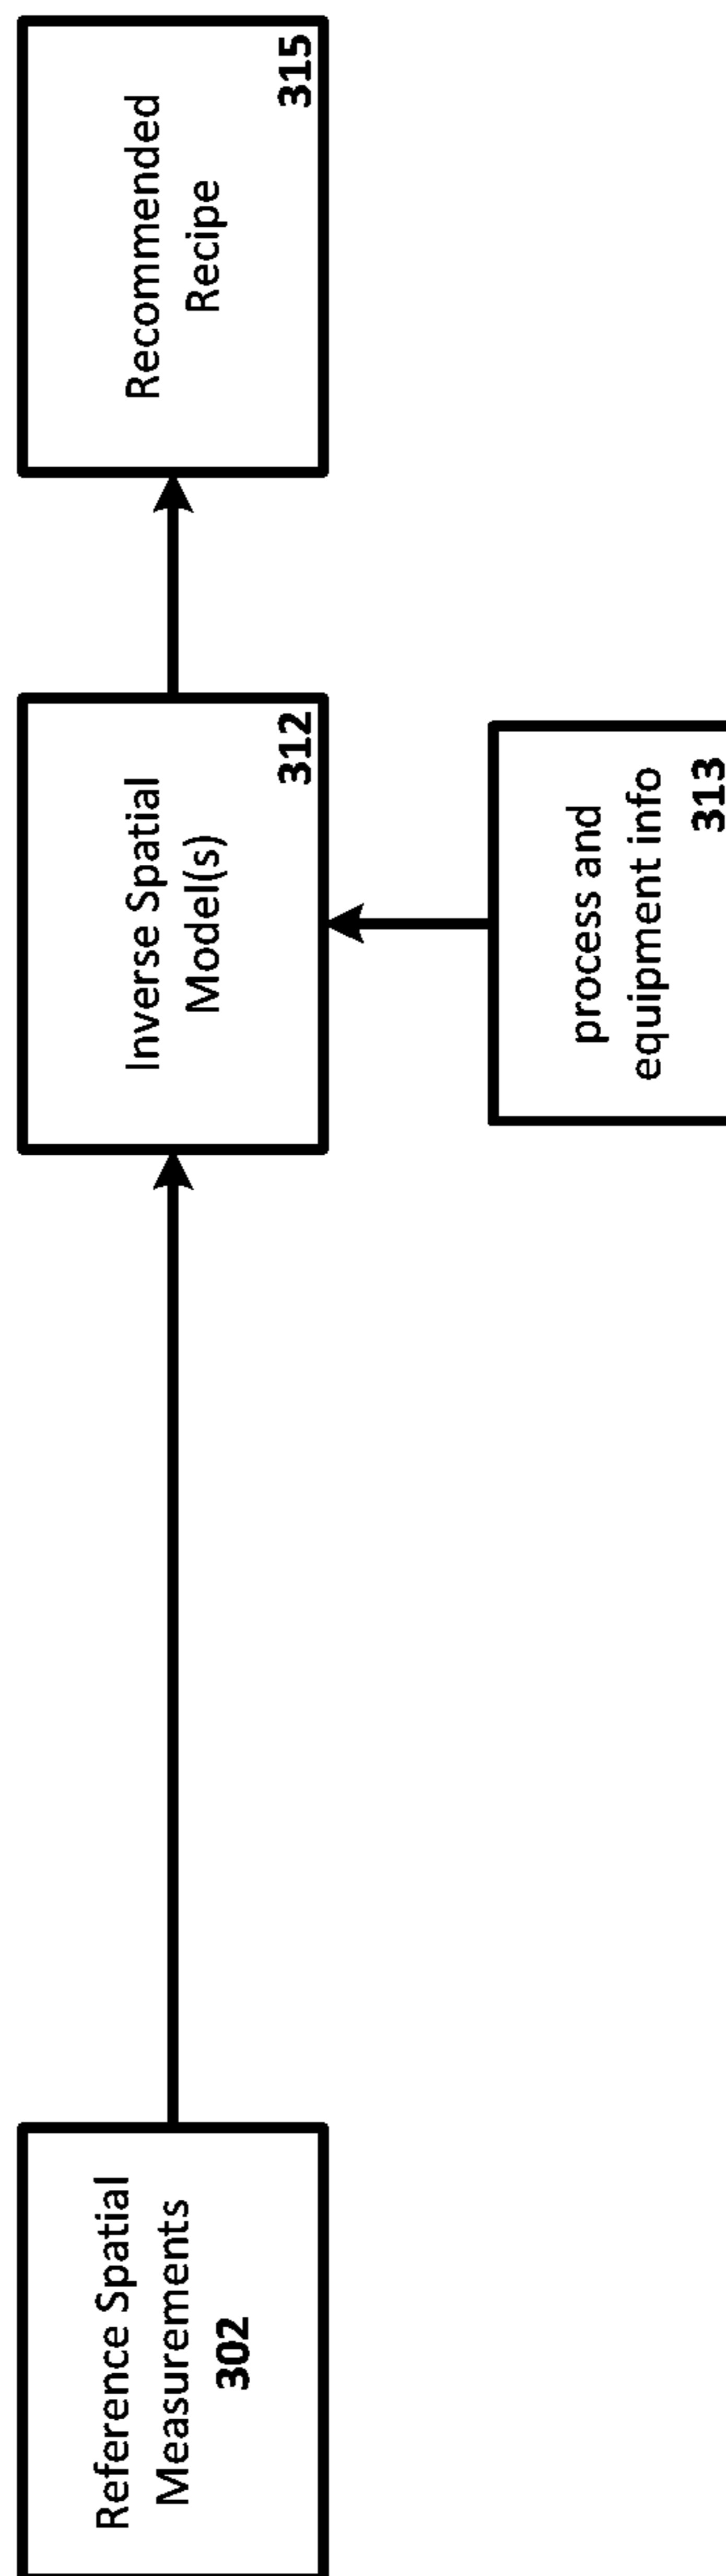 Reference Spatial
Measurements
302
Inverse Spatial
Model(s)
312
process and
equipment info
313
Recommended
Recipe
315